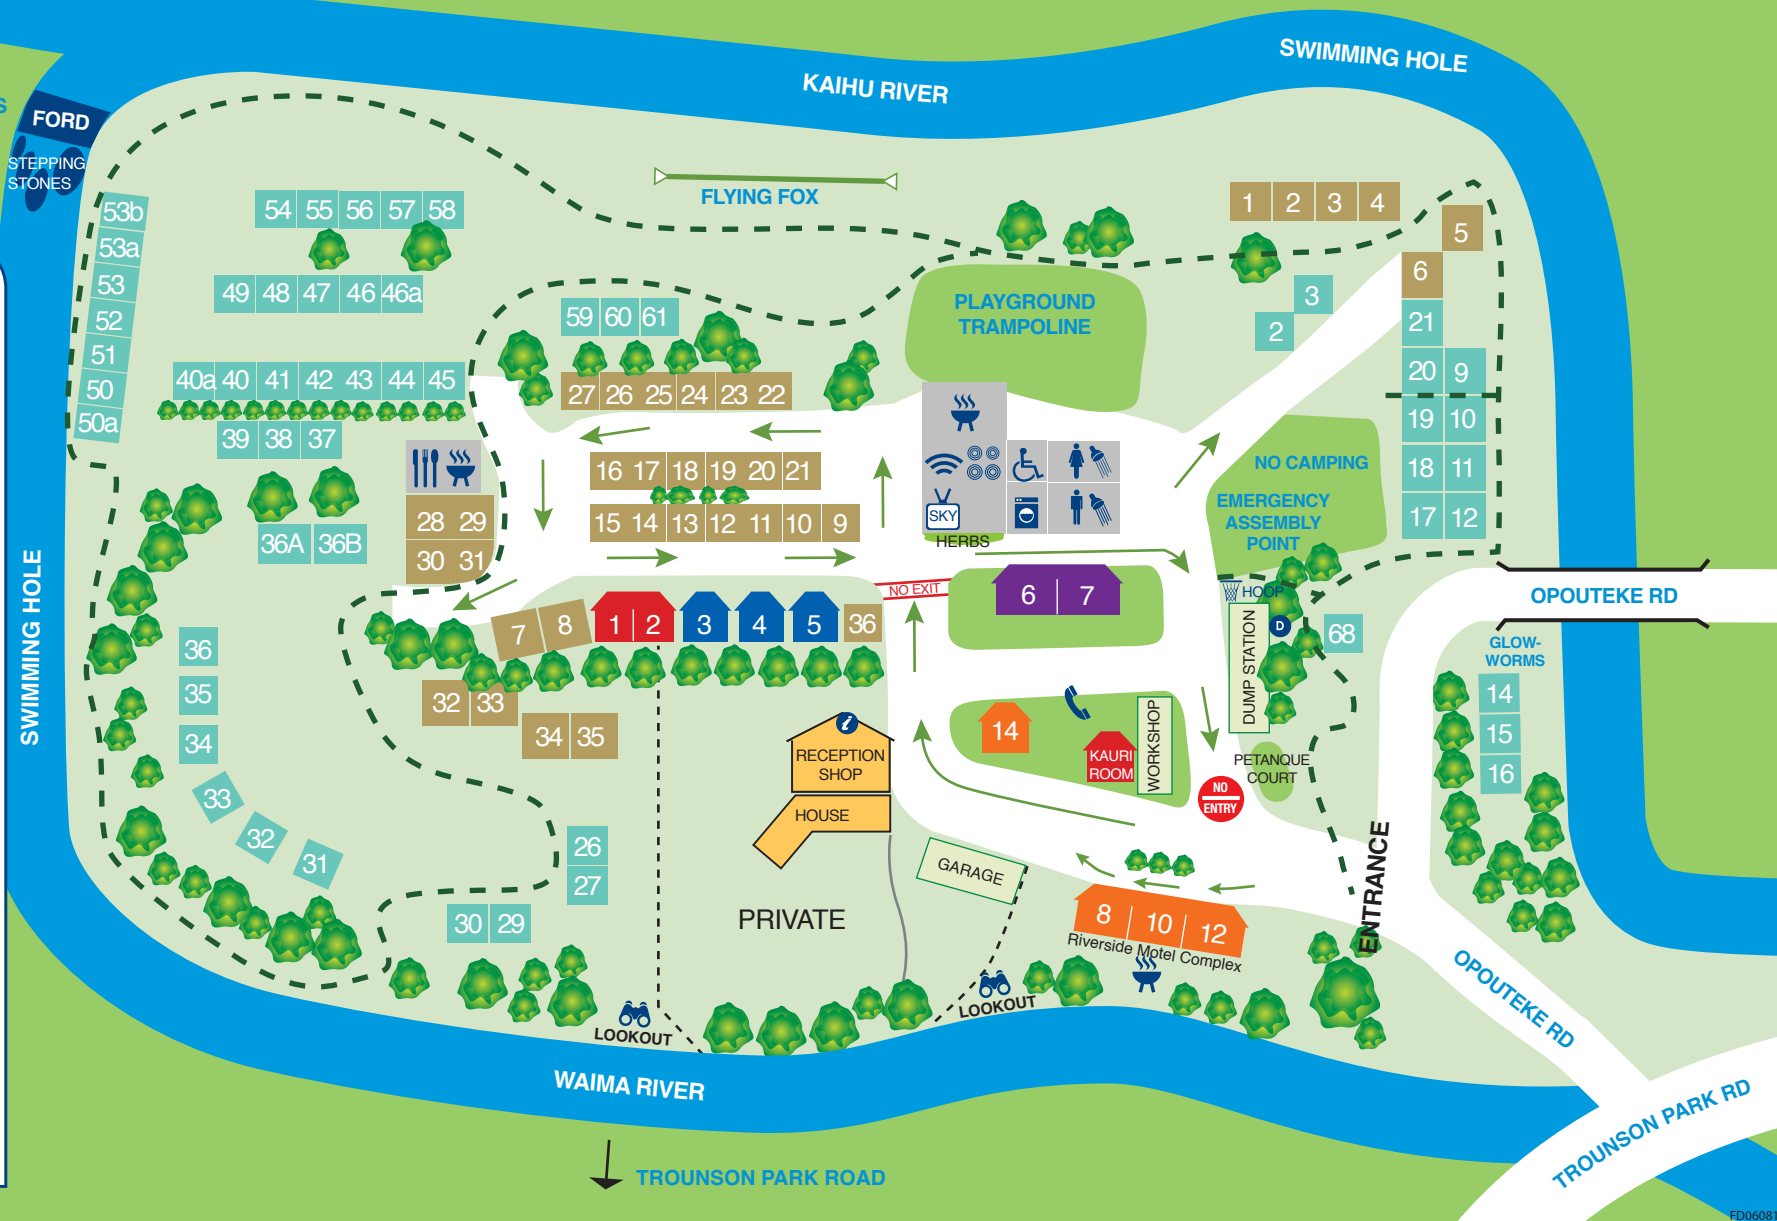 SWIMMING HOLE
KAIHU RIVER
S
FORD
STEPPING
STONES
FLYING FOX
53b
53a
53
52
51
50
50a
54 55 56 57 58
49 48 47 46 46a
40a 40 41 42 43 44 45
39 38 37
36A 36B
59 60 61
27 26 25 24 23 22
16 17 18 19 20 21
15 14 13 12 11 10 9
28 29
30 31
PLAYGROUND
TRAMPOLINE
1 2 3 4
5
6
3
2
21
20 9
19 10
18 11
17 12
NO CAMPING
EMERGENCY
ASSEMBLY
POINT
SKY
HERBS
NO EXIT
6 7
HOOP
D
DUMP STATION
68
OPOUTEKE RD
GLOW-
WORMS
14
15
16
7 8
1 2 3 4 5 36
32 33
34 35
36
35
34
33
32
31
26
27
30 29
SWIMMING HOLE
i
RECEPTION
SHOP
HOUSE
PRIVATE
GARAGE
14
KAURI
ROOM
WORKSHOP
NO
ENTRY
PETANQUE
COURT
ENTRANCE
8 10 12
Riverside Motel Complex
LOOKOUT
LOOKOUT
WAIMA RIVER
OPOUTEKE RD
TROUNSON PARK RD
TROUNSON PARK ROAD
FD06081